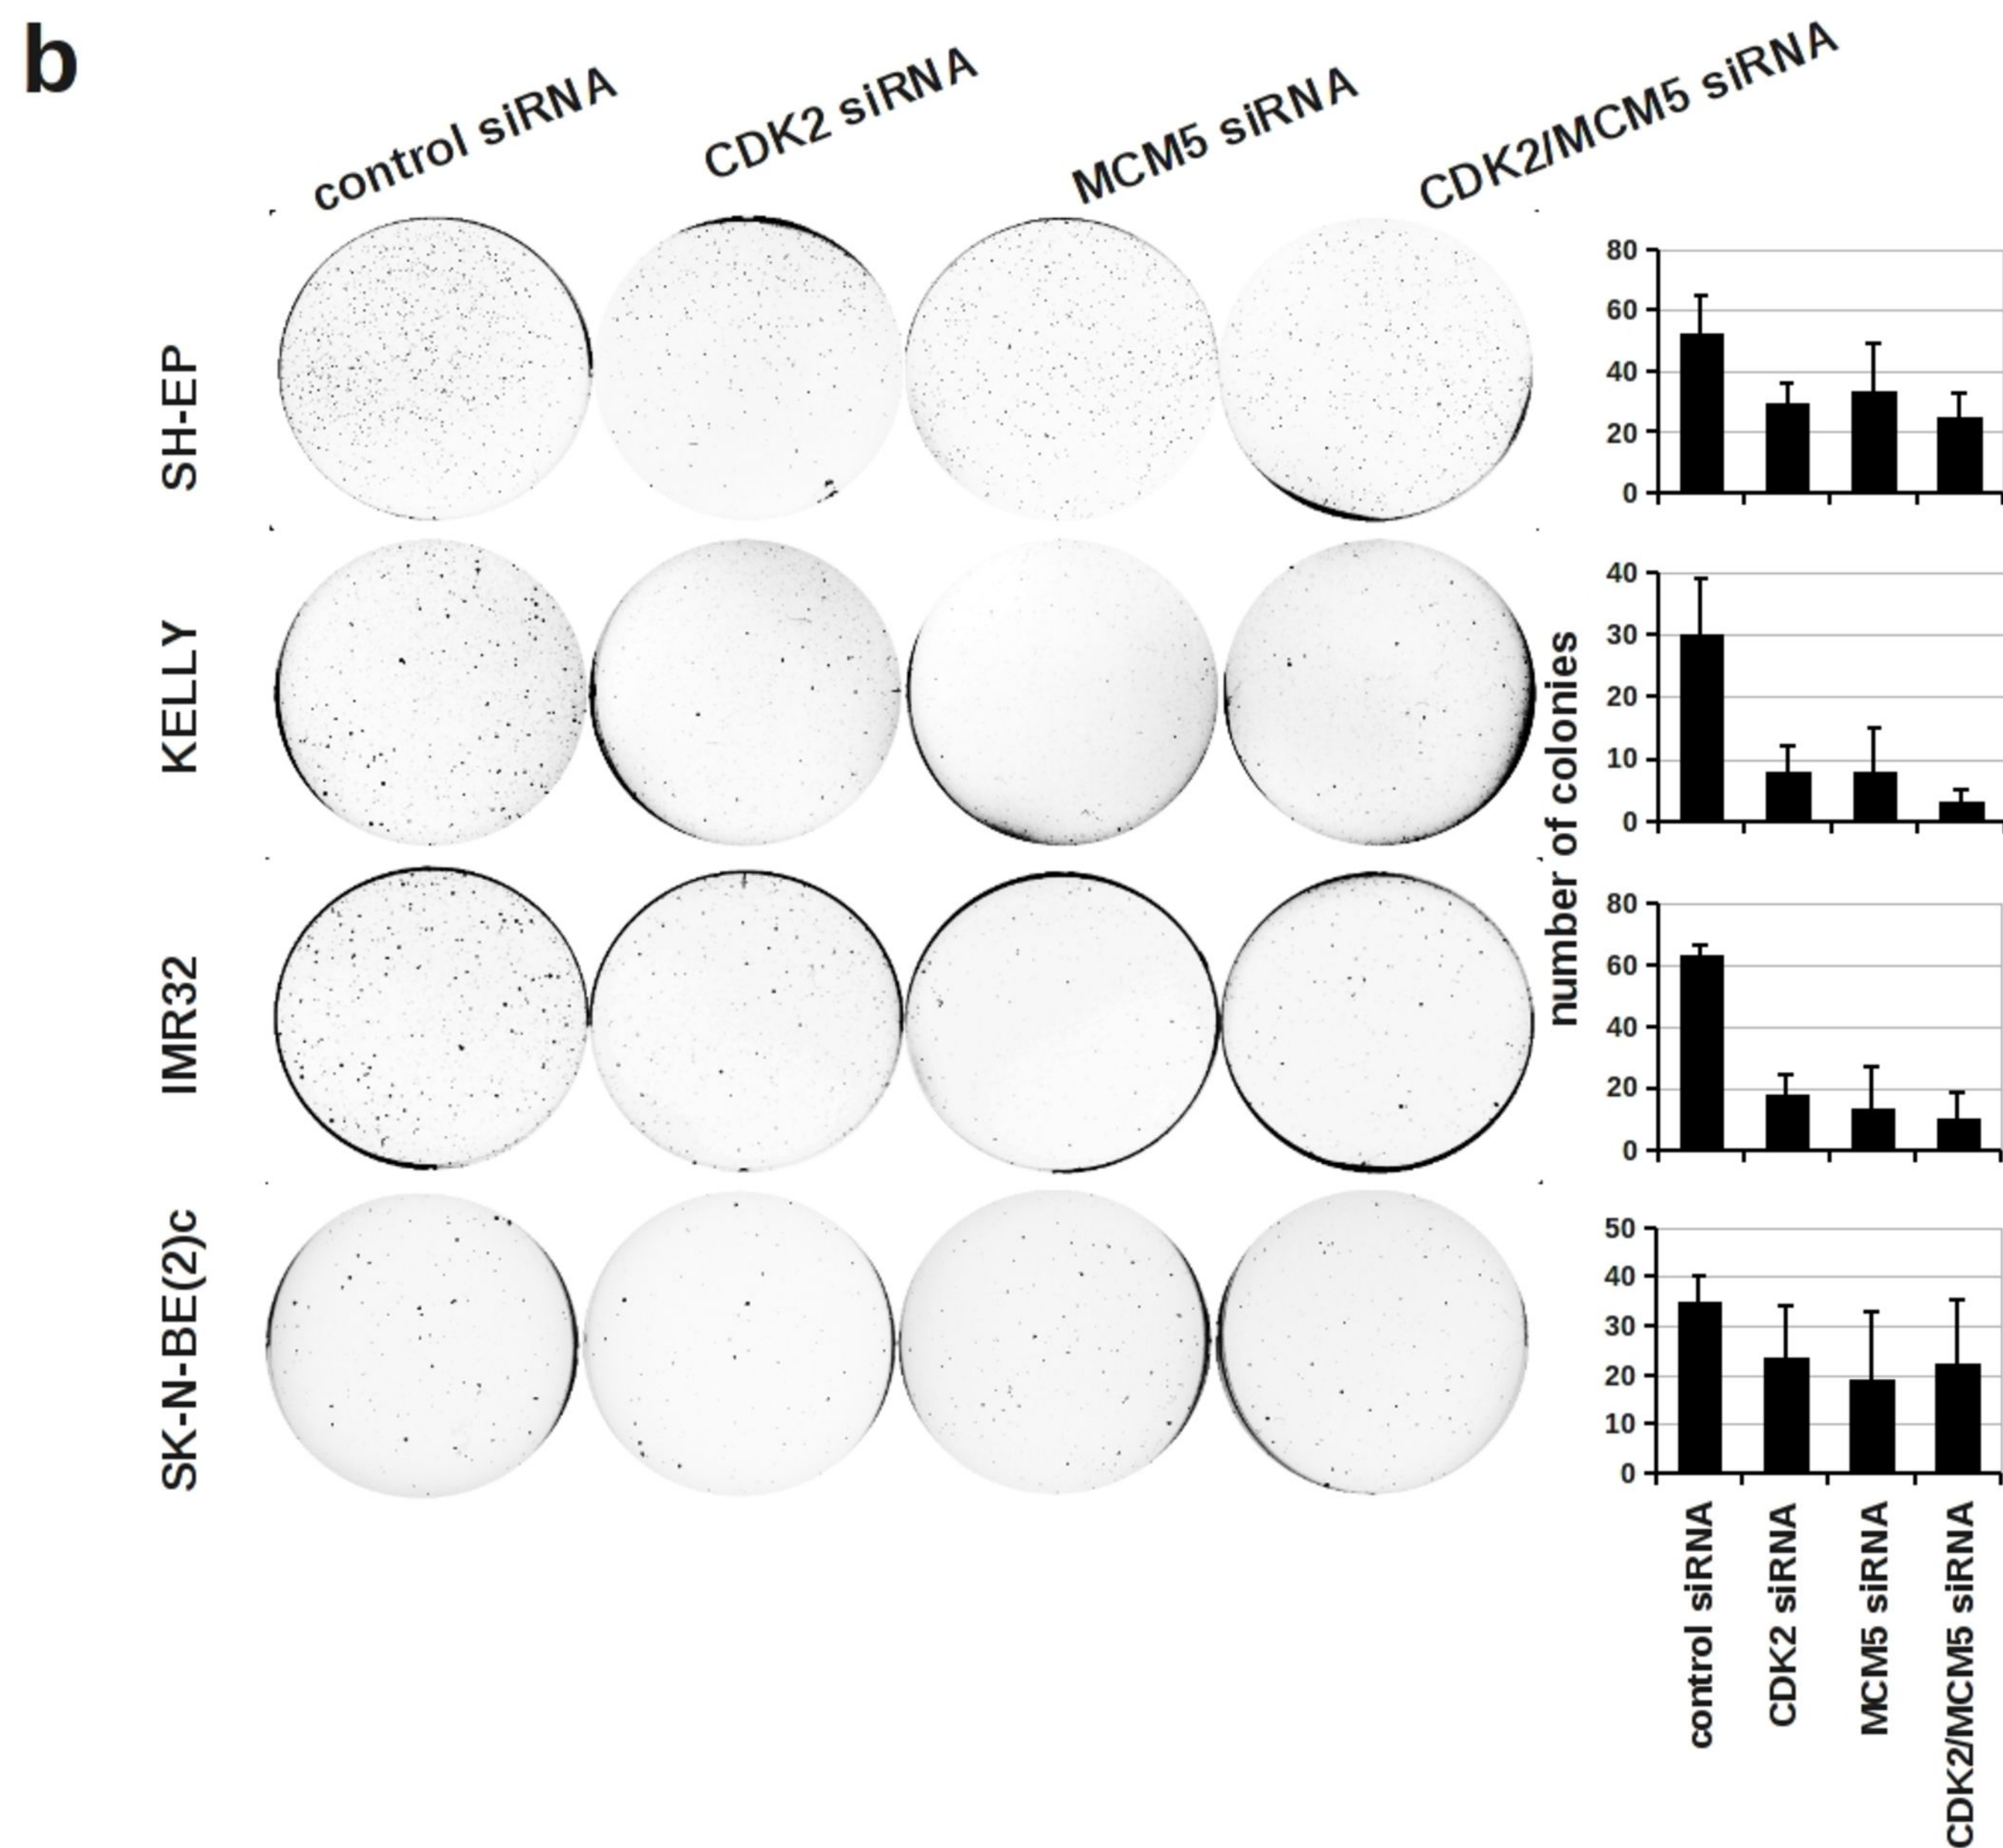 b
control siRNA
CDK2 siRNA
MCM5 siRNA
CDK2/MCM5 siRNA
SH-EP
80
60
40
20
0
KELLY
40
30
20
10
0
number of colonies
IMR32
80
60
40
20
0
SK-N-BE(2)c
50
40
30
20
10
0
control siRNA
CDK2 siRNA
MCM5 siRNA
CDK2/MCM5 siRNA